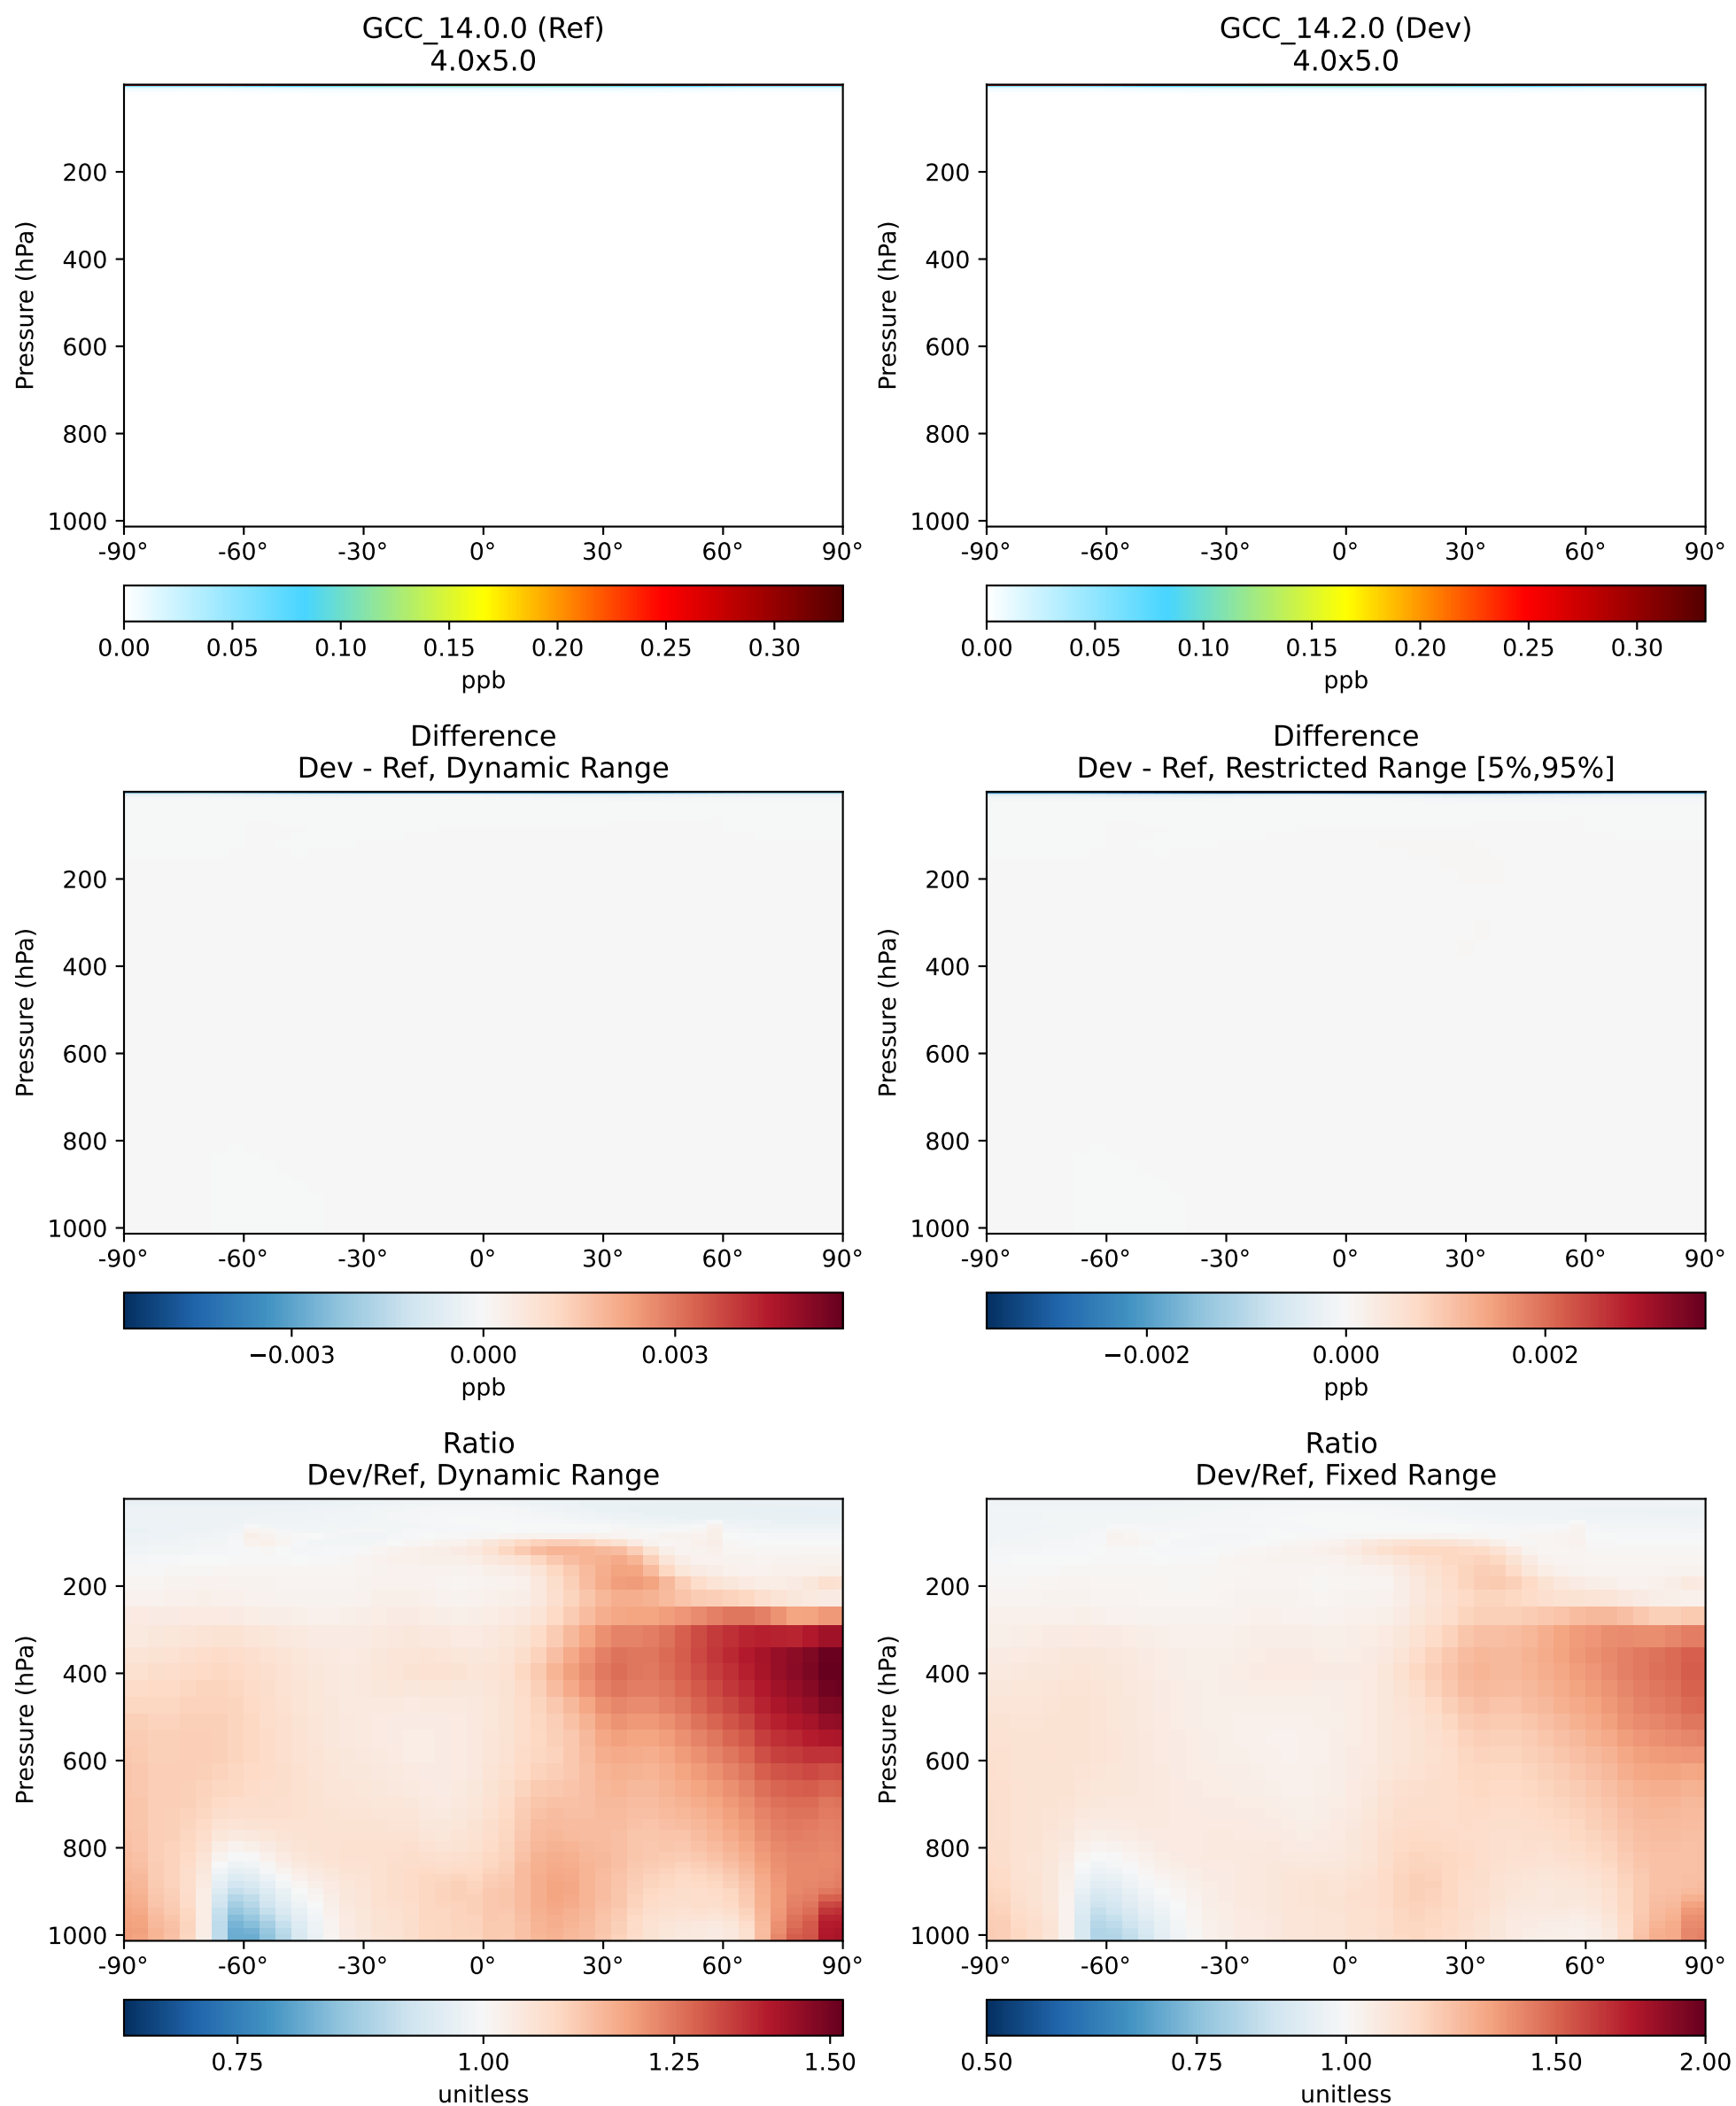 GCC_14.0.0 (Ref)
4.0x5.0
Pressure (hPa)
200
400
600
800
1000
-90° -60° -30° 0° 30° 60° 90°
0.00 0.05 0.10 0.15 0.20 0.25 0.30
ppb
GCC_14.2.0 (Dev)
4.0x5.0
Pressure (hPa)
200
400
600
800
1000
-90° -60° -30° 0° 30° 60° 90°
0.00 0.05 0.10 0.15 0.20 0.25 0.30
ppb
Difference
Dev - Ref, Dynamic Range
Pressure (hPa)
200
400
600
800
1000
-90° -60° -30° 0° 30° 60° 90°
−0.003 0.000 0.003
ppb
Difference
Dev - Ref, Restricted Range [5%,95%]
Pressure (hPa)
200
400
600
800
1000
-90° -60° -30° 0° 30° 60° 90°
−0.002 0.000 0.002
ppb
Ratio
Dev/Ref, Dynamic Range
Pressure (hPa)
200
400
600
800
1000
-90° -60° -30° 0° 30° 60° 90°
0.75 1.00 1.25 1.50
unitless
Ratio
Dev/Ref, Fixed Range
Pressure (hPa)
200
400
600
800
1000
-90° -60° -30° 0° 30° 60° 90°
0.50 0.75 1.00 1.50 2.00
unitless